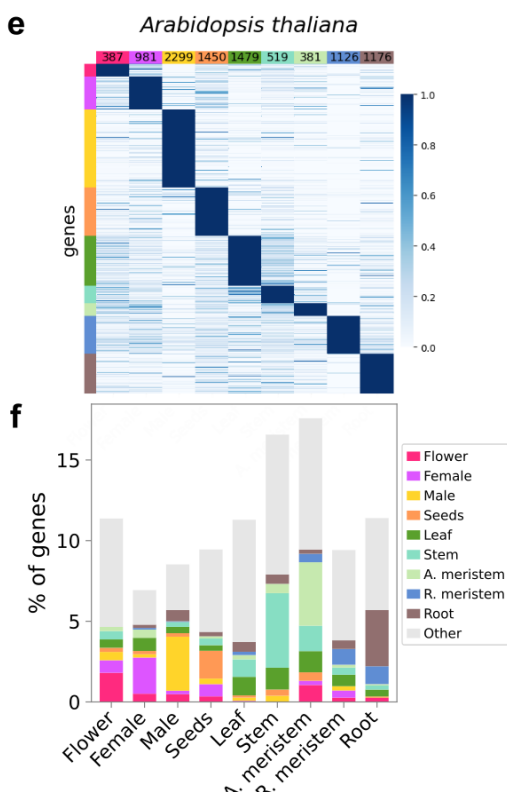 e
Arabidopsis thaliana
387 981 2299 1450 1479 519 381 1126 1176
genes
1.0
0.8
0.6
0.4
0.2
0.0
f
% of genes
15
10
5
0
Flower
Female
Male
Seeds
Leaf
Stem
A. meristem
R. meristem
Root
Other
Flower
Female
Male
Seeds
Leaf
Stem
A. meristem
R. meristem
Root